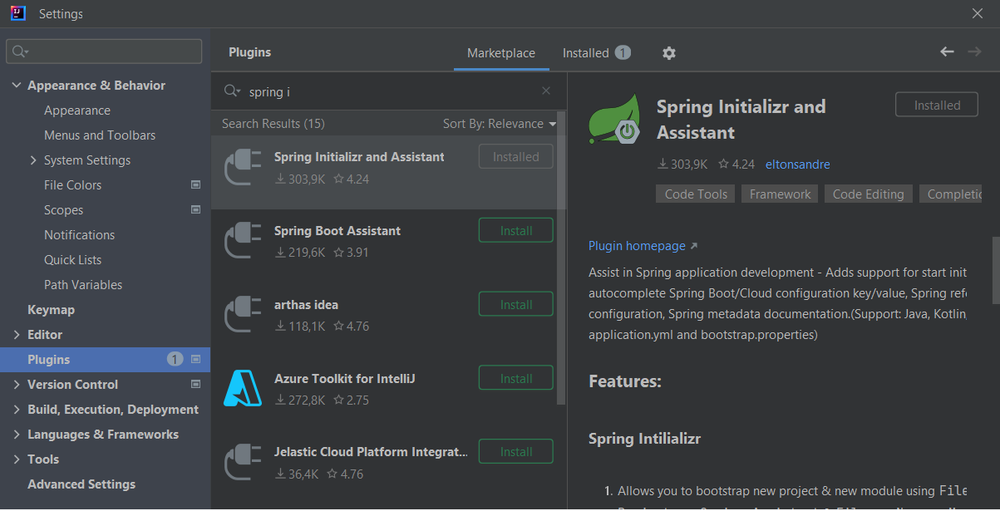 Settings
Appearance & Behavior
Appearance
Menus and Toolbars
System Settings
File Colors
Scopes
Notifications
Quick Lists
Path Variables
Keymap
Editor
Plugins 1
Version Control
Build, Execution, Deployment
Languages & Frameworks
Tools
Advanced Settings
Plugins
Marketplace
Installed 1
spring i
Search Results (15) Sort By: Relevance
Spring Initializr and Assistant Installed
303,9K 4.24
Spring Boot Assistant Install
219,6K 3.91
arthas idea Install
118,1K 4.76
Azure Toolkit for IntelliJ Install
272,8K 2.75
Jelastic Cloud Platform Integrat... Install
36,4K 4.76
Spring Initializr and
Assistant
Installed
303,9K 4.24 eltonsandre
Code Tools Framework Code Editing Completic
Plugin homepage
Assist in Spring application development - Adds support for start init
autocomplete Spring Boot/Cloud configuration key/value, Spring refe
configuration, Spring metadata documentation.(Support: Java, Kotlin,
application.yml and bootstrap.properties)
Features:
Spring Intilializr
1. Allows you to bootstrap new project & new module using File